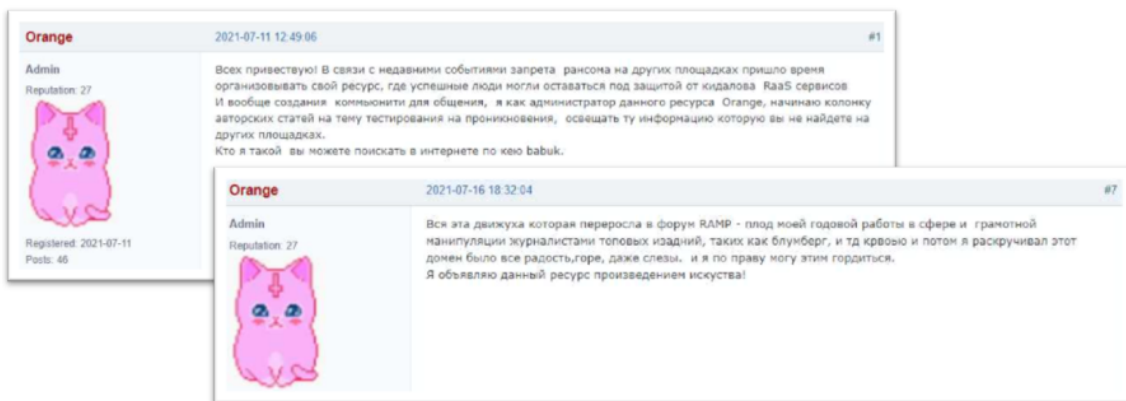 Orange 2021-07-11 12:49:06 #1
Admin
Reputation: 27
Всех привествую! В связи с недавними событиями запрета рансома на других площадках пришло время
организовывать свой ресурс, где успешные люди могли оставаться под защитой от кидалова RaaS сервисов
И вообще создания коммьюнити для общения, я как администратор данного ресурса Orange, начинаю колонку
авторских статей на тему тестирования на проникновения, освещать ту информацию которую вы не найдете на
других площадках.
Кто я такой вы можете поискать в интернете по кею babuk.
Registered: 2021-07-11
Posts: 46
Orange 2021-07-16 18:32:04 #7
Admin
Reputation: 27
Вся эта движуха которая переросла в форум RAMP - плод моей годовой работы в сфере и грамотной
манипуляции журналистами топовых изадний, таких как блумберг, и тд крвоью и потом я раскручивал этот
домен было все радость,горе, даже слезы. и я по праву могу этим гордиться.
Я объявляю данный ресурс произведением искуства!